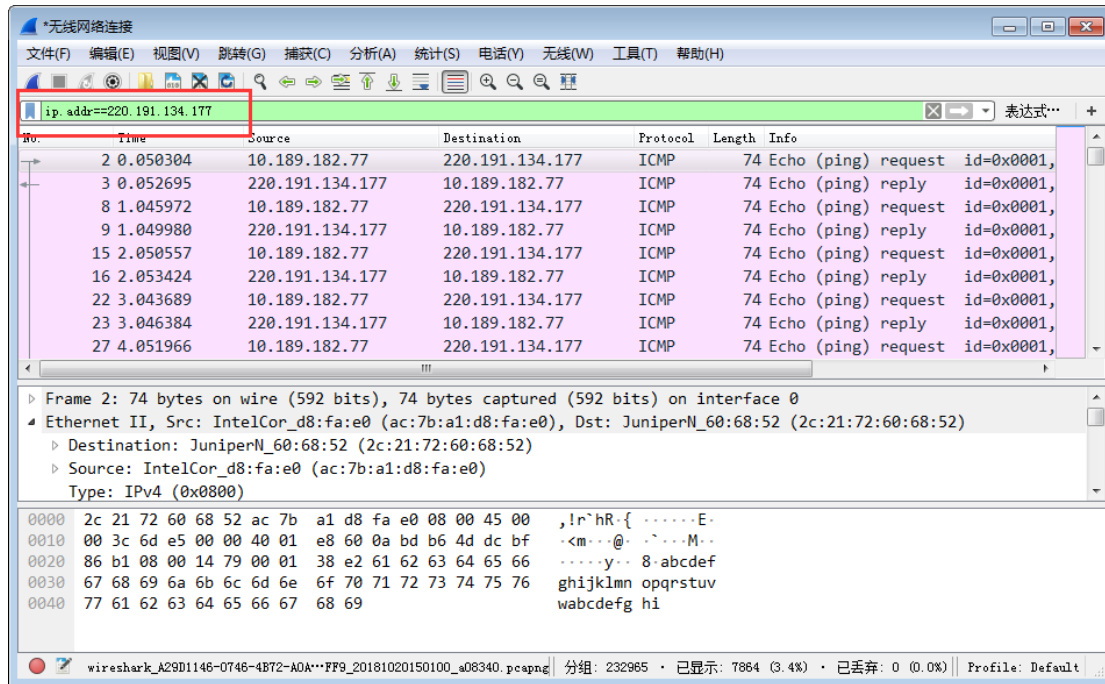 *无线网络连接
文件(F) 编辑(E) 视图(V) 跳转(G) 捕获(C) 分析(A) 统计(S) 电话(Y) 无线(W) 工具(T) 帮助(H)
ip.addr==220.191.134.177 表达式… +
No. Time Source Destination Protocol Length Info
2 0.050304 10.189.182.77 220.191.134.177 ICMP 74 Echo (ping) request id=0x0001,
3 0.052695 220.191.134.177 10.189.182.77 ICMP 74 Echo (ping) reply id=0x0001,
8 1.045972 10.189.182.77 220.191.134.177 ICMP 74 Echo (ping) request id=0x0001,
9 1.049980 220.191.134.177 10.189.182.77 ICMP 74 Echo (ping) reply id=0x0001,
15 2.050557 10.189.182.77 220.191.134.177 ICMP 74 Echo (ping) request id=0x0001,
16 2.053424 220.191.134.177 10.189.182.77 ICMP 74 Echo (ping) reply id=0x0001,
22 3.043689 10.189.182.77 220.191.134.177 ICMP 74 Echo (ping) request id=0x0001,
23 3.046384 220.191.134.177 10.189.182.77 ICMP 74 Echo (ping) reply id=0x0001,
27 4.051966 10.189.182.77 220.191.134.177 ICMP 74 Echo (ping) request id=0x0001,
Frame 2: 74 bytes on wire (592 bits), 74 bytes captured (592 bits) on interface 0
Ethernet II, Src: IntelCor_d8:fa:e0 (ac:7b:a1:d8:fa:e0), Dst: JuniperN_60:68:52 (2c:21:72:60:68:52)
Destination: JuniperN_60:68:52 (2c:21:72:60:68:52)
Source: IntelCor_d8:fa:e0 (ac:7b:a1:d8:fa:e0)
Type: IPv4 (0x0800)
0000 2c 21 72 60 68 52 ac 7b a1 d8 fa e0 08 00 45 00 ,!r`hR·{ ······E·
0010 00 3c 6d e5 00 00 40 01 e8 60 0a bd b6 4d dc bf ·<m···@· ·`···M··
0020 86 b1 08 00 14 79 00 01 38 e2 61 62 63 64 65 66 ·····y·· 8·abcdef
0030 67 68 69 6a 6b 6c 6d 6e 6f 70 71 72 73 74 75 76 ghijklmn opqrstuv
0040 77 61 62 63 64 65 66 67 68 69 wabcdefg hi
wireshark_A29D1146-0746-4B72-A0A···FF9_20181020150100_a08340.pcapng 分组: 232965 · 已显示: 7864 (3.4%) · 已丢弃: 0 (0.0%) Profile: Default